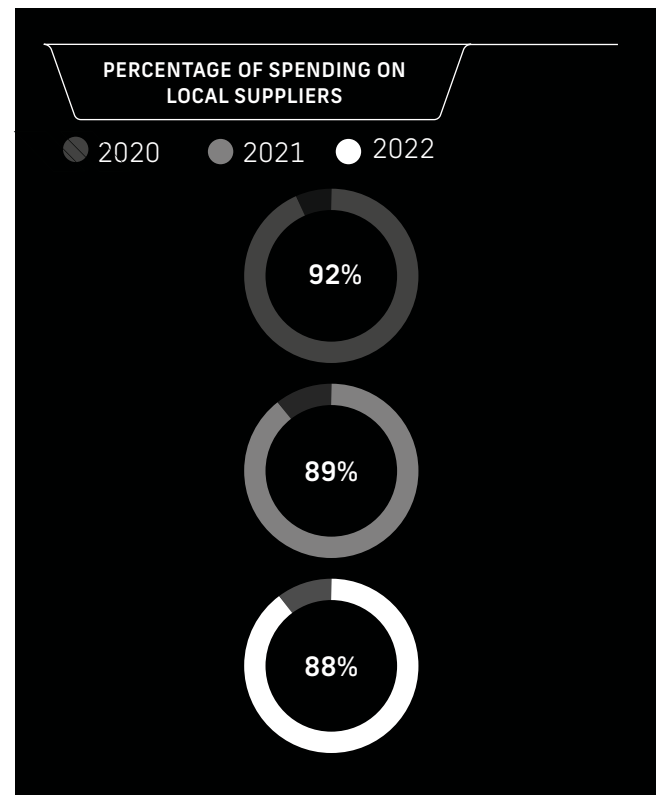 PERCENTAGE OF SPENDING ON
LOCAL SUPPLIERS
2020 2021 2022
92%
89%
88%